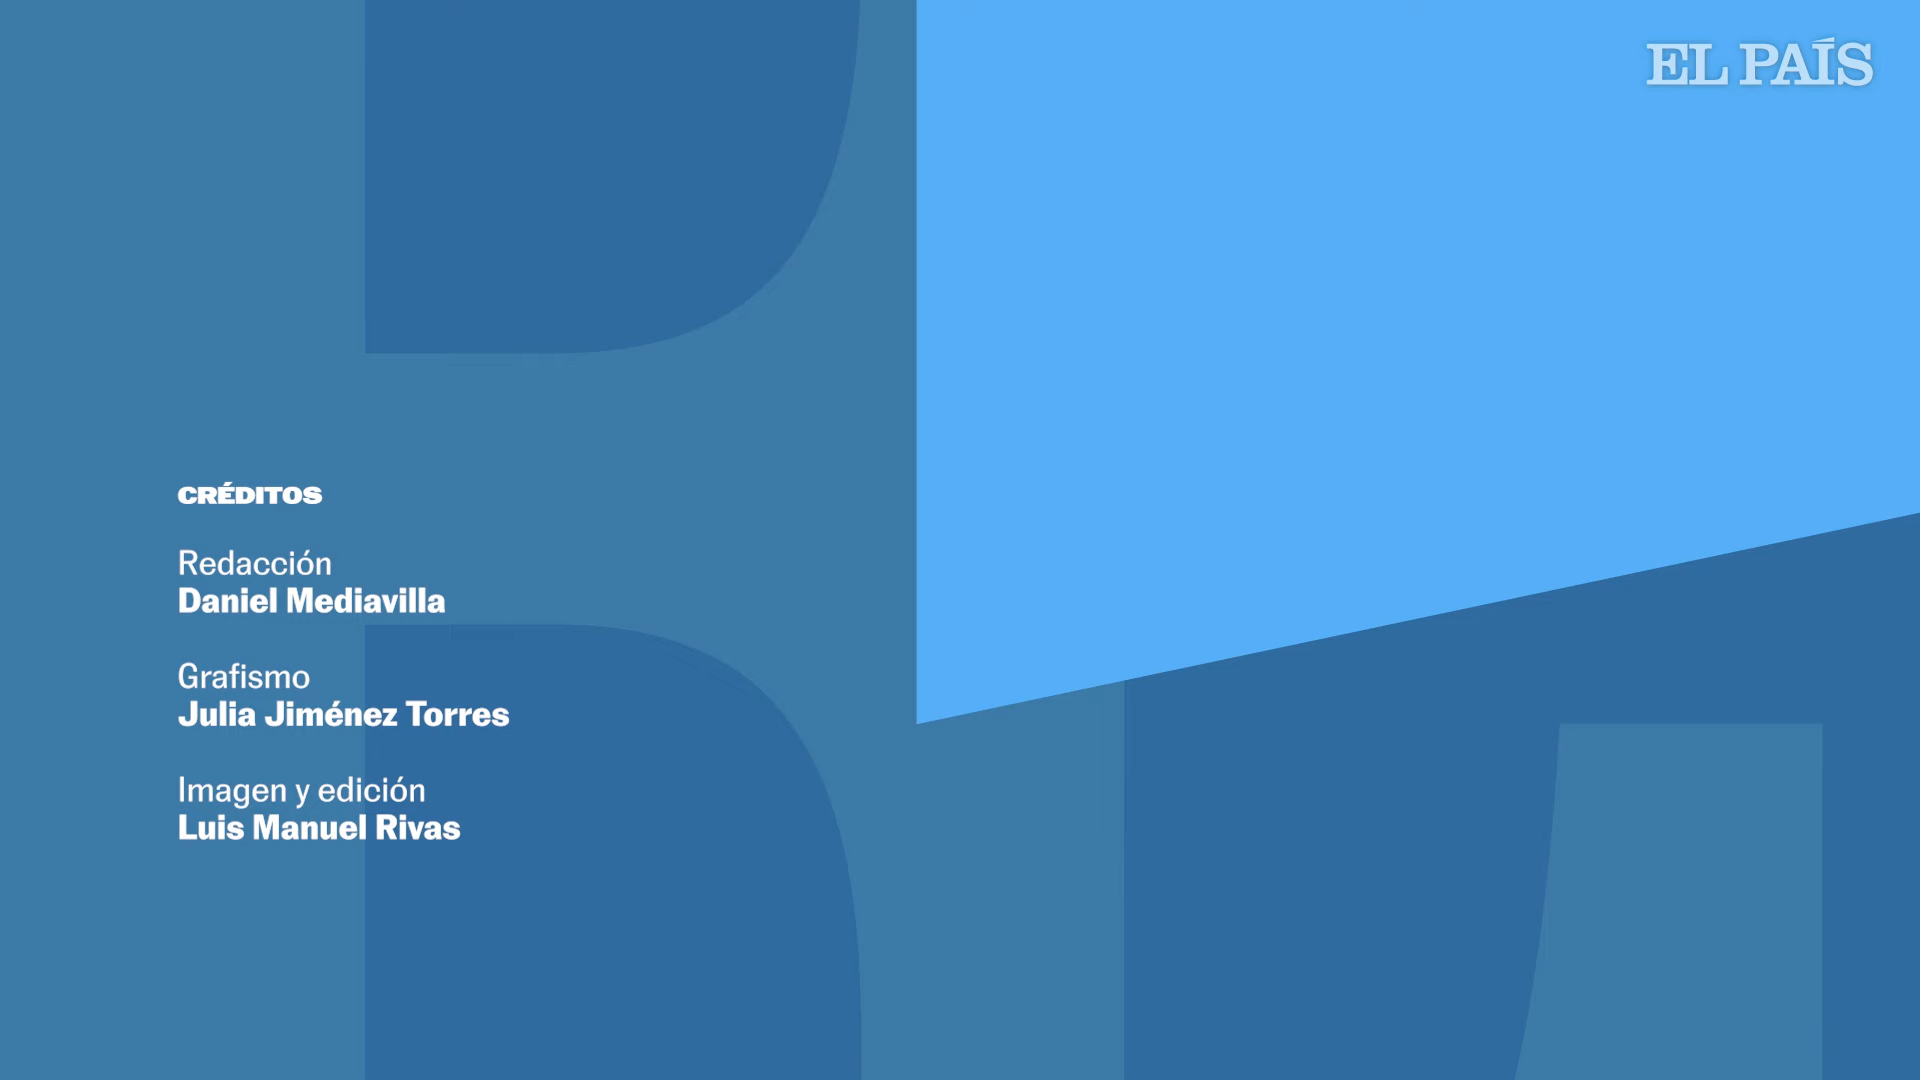 EL PAÍS
CRÉDITOS
Redacción
Daniel Mediavilla
Grafismo
Julia Jiménez Torres
Imagen y edición
Luis Manuel Rivas